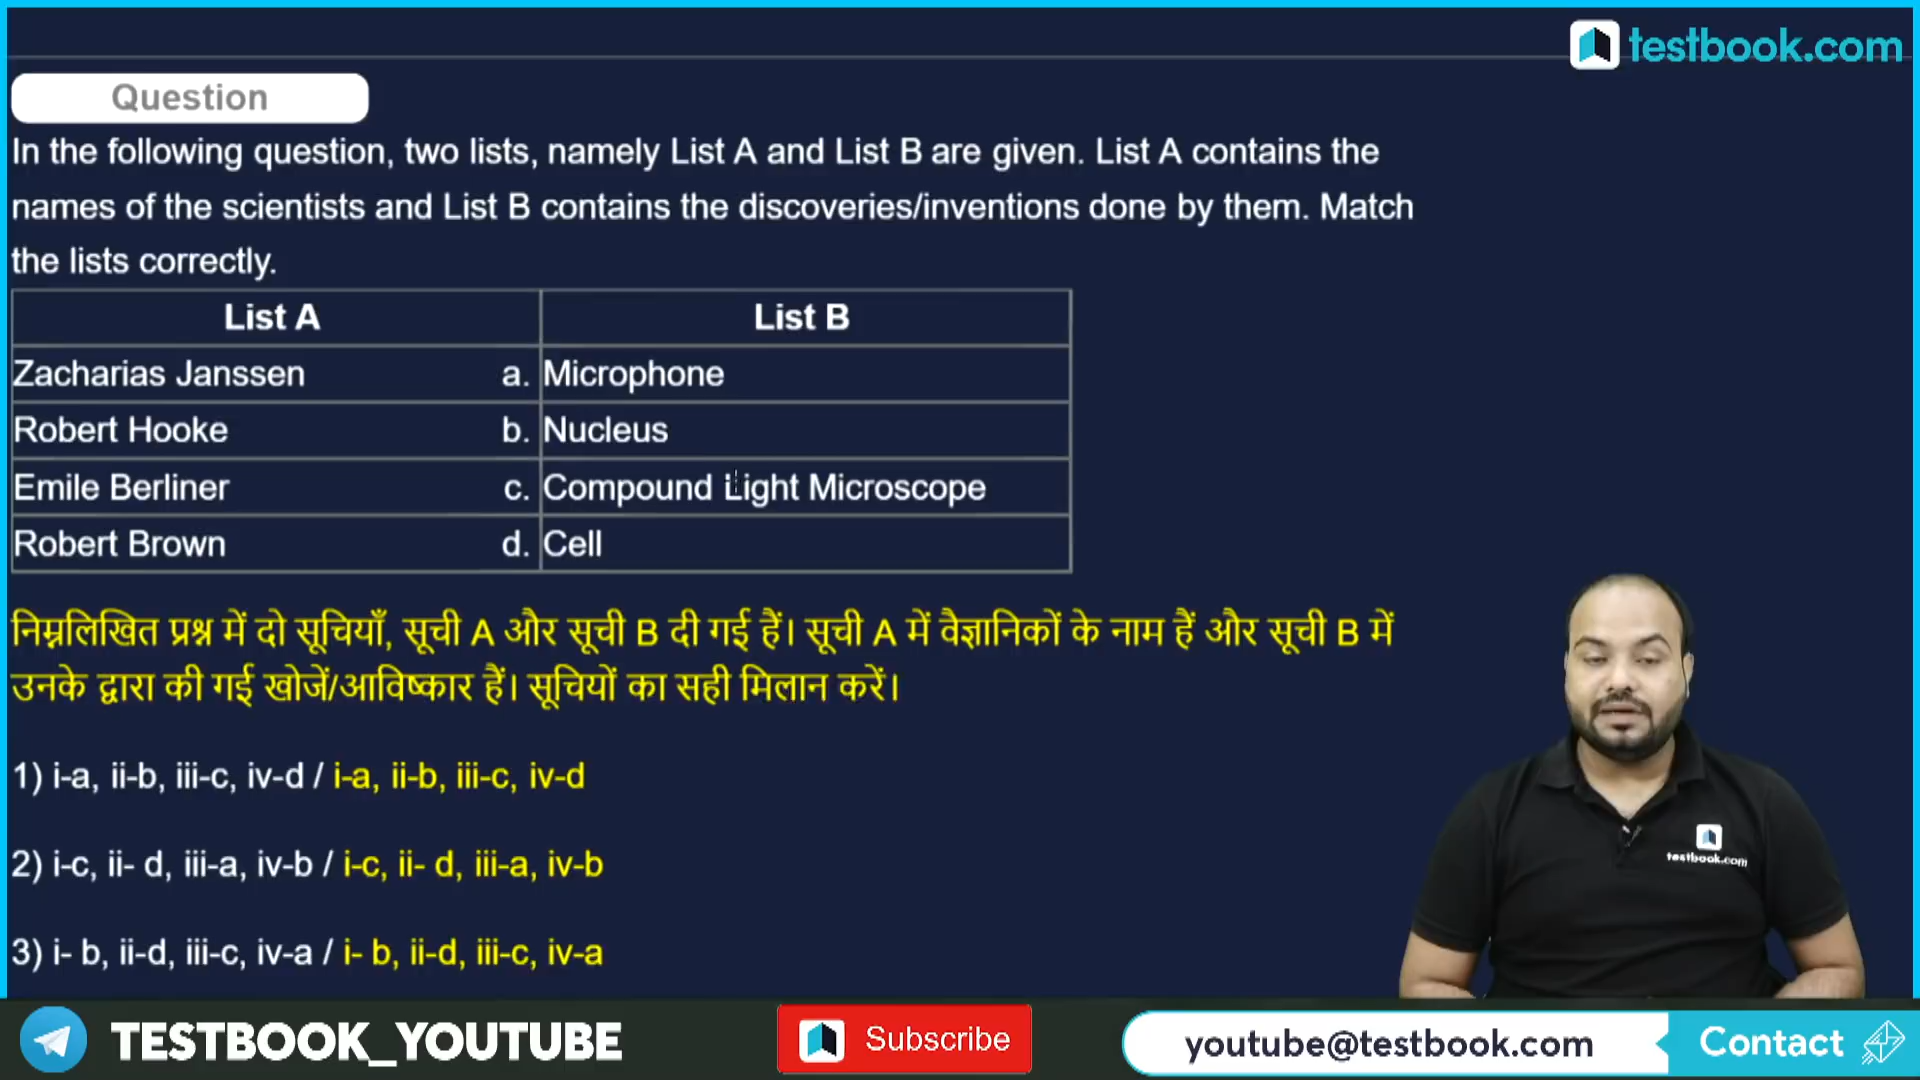 testbook.com
Question
In the following question, two lists, namely List A and List B are given. List A contains the
names of the scientists and List B contains the discoveries/inventions done by them. Match
the lists correctly.
List A List B
Zacharias Janssen a. Microphone
Robert Hooke b. Nucleus
Emile Berliner c. Compound Light Microscope
Robert Brown d. Cell
निम्नलिखित प्रश्न में दो सूचियाँ, सूची A और सूची B दी गई हैं। सूची A में वैज्ञानिकों के नाम हैं और सूची B में
उनके द्वारा की गई खोजें/आविष्कार हैं। सूचियों का सही मिलान करें।
1) i-a, ii-b, iii-c, iv-d / i-a, ii-b, iii-c, iv-d
2) i-c, ii- d, iii-a, iv-b / i-c, ii- d, iii-a, iv-b
3) i- b, ii-d, iii-c, iv-a / i- b, ii-d, iii-c, iv-a
testbook.com
TESTBOOK_YOUTUBE
Subscribe
youtube@testbook.com
Contact